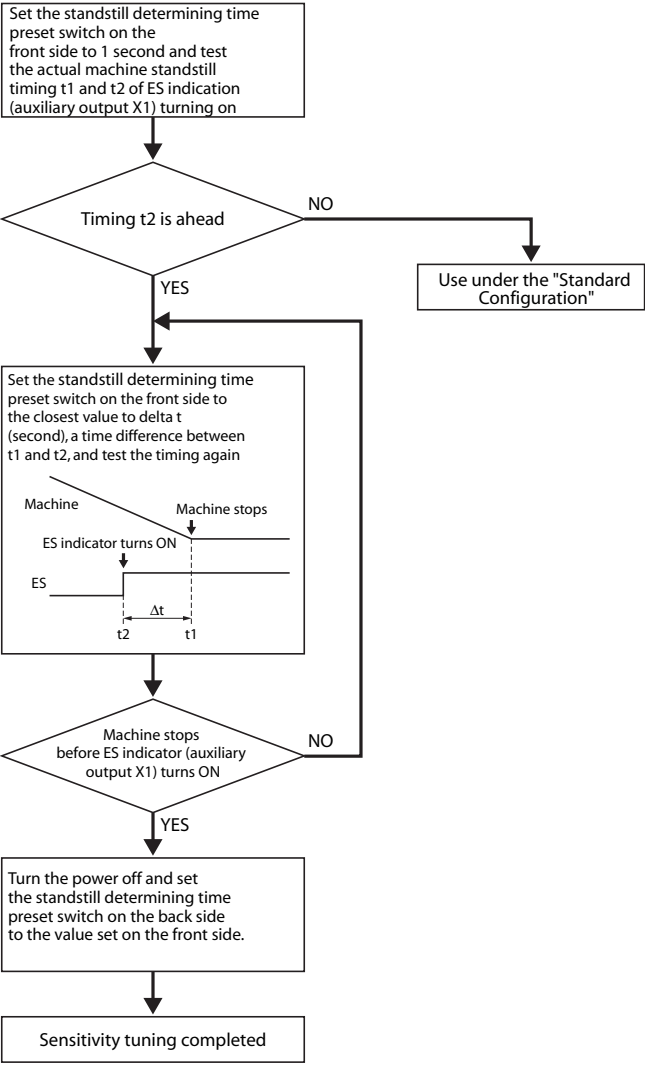 Set the standstill determining time
preset switch on the
front side to 1 second and test
the actual machine standstill
timing t1 and t2 of ES indication
(auxiliary output X1) turning on
Timing t2 is ahead
NO
YES
Use under the "Standard
Configuration"
Set the standstill determining time
preset switch on the front side to
the closest value to delta t
(second), a time difference between
t1 and t2, and test the timing again
Machine
Machine stops
ES indicator turns ON
ES
Δt
t2
t1
Machine stops
before ES indicator (auxiliary
output X1) turns ON
NO
YES
Turn the power off and set
the standstill determining time
preset switch on the back side
to the value set on the front side.
Sensitivity tuning completed